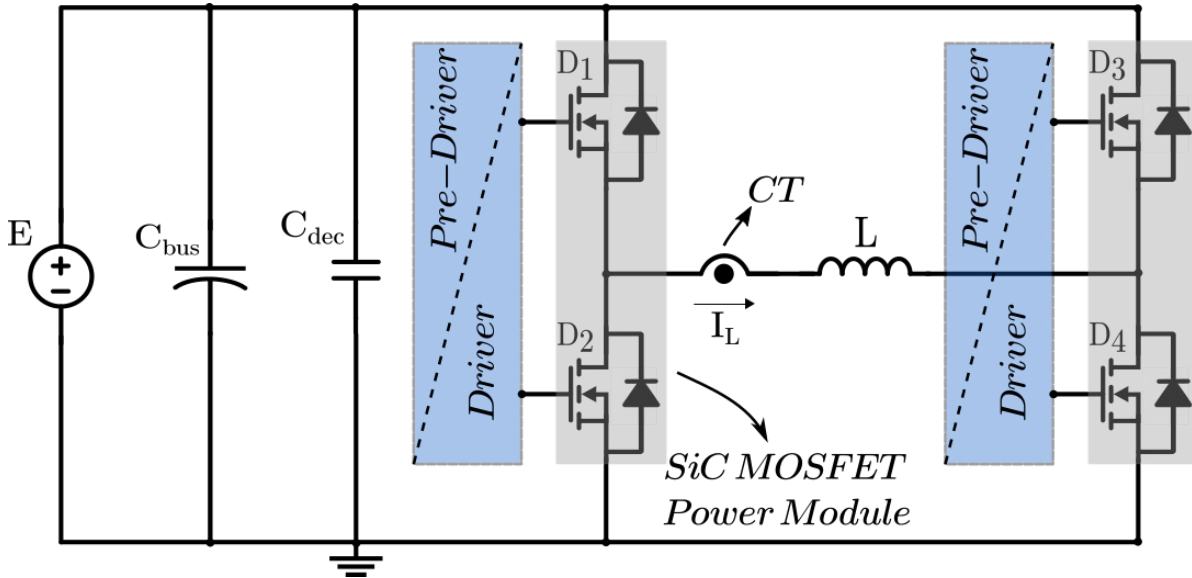 E
C_bus
C_dec
Pre-Driver
Driver
D1
D2
CT
L
I_L
SiC MOSFET
Power Module
Pre-Driver
Driver
D3
D4